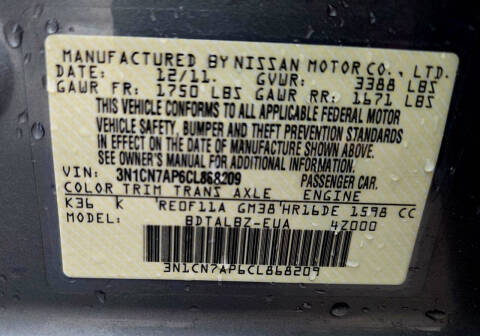 MANUFACTURED BY NISSAN MOTOR CO., LTD.
DATE: 12/11. GVWR: 3388 LBS
GAWR FR: 1750 LBS GAWR RR: 1671 LBS
THIS VEHICLE CONFORMS TO ALL APPLICABLE FEDERAL MOTOR
VEHICLE SAFETY, BUMPER AND THEFT PREVENTION STANDARDS
IN EFFECT ON THE DATE OF MANUFACTURE SHOWN ABOVE.
SEE OWNER'S MANUAL FOR ADDITIONAL INFORMATION.
VIN: 3N1CN7AP6CL868209 PASSENGER CAR.
COLOR TRIM TRANS AXLE ENGINE
K36 K RE0F11A GM38 HR16DE 1598 CC
MODEL: BDTALBZ-EUA 4Z000
3N1CN7AP6CL868209